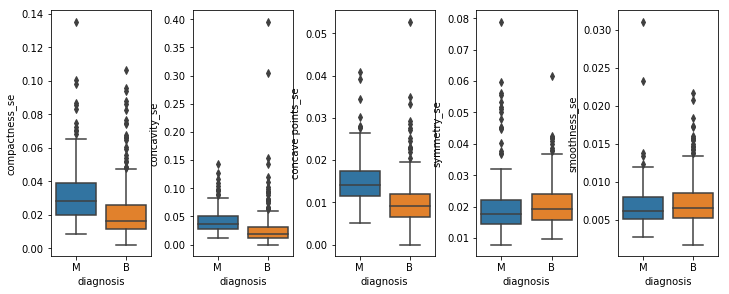 compactness_se
0.14
0.12
0.10
0.08
0.06
0.04
0.02
0.00
M B
diagnosis
concavity_se
0.40
0.35
0.30
0.25
0.20
0.15
0.10
0.05
0.00
M B
diagnosis
concave points_se
0.05
0.04
0.03
0.02
0.01
0.00
M B
diagnosis
symmetry_se
0.08
0.07
0.06
0.05
0.04
0.03
0.02
0.01
M B
diagnosis
smoothness_se
0.030
0.025
0.020
0.015
0.010
0.005
M B
diagnosis